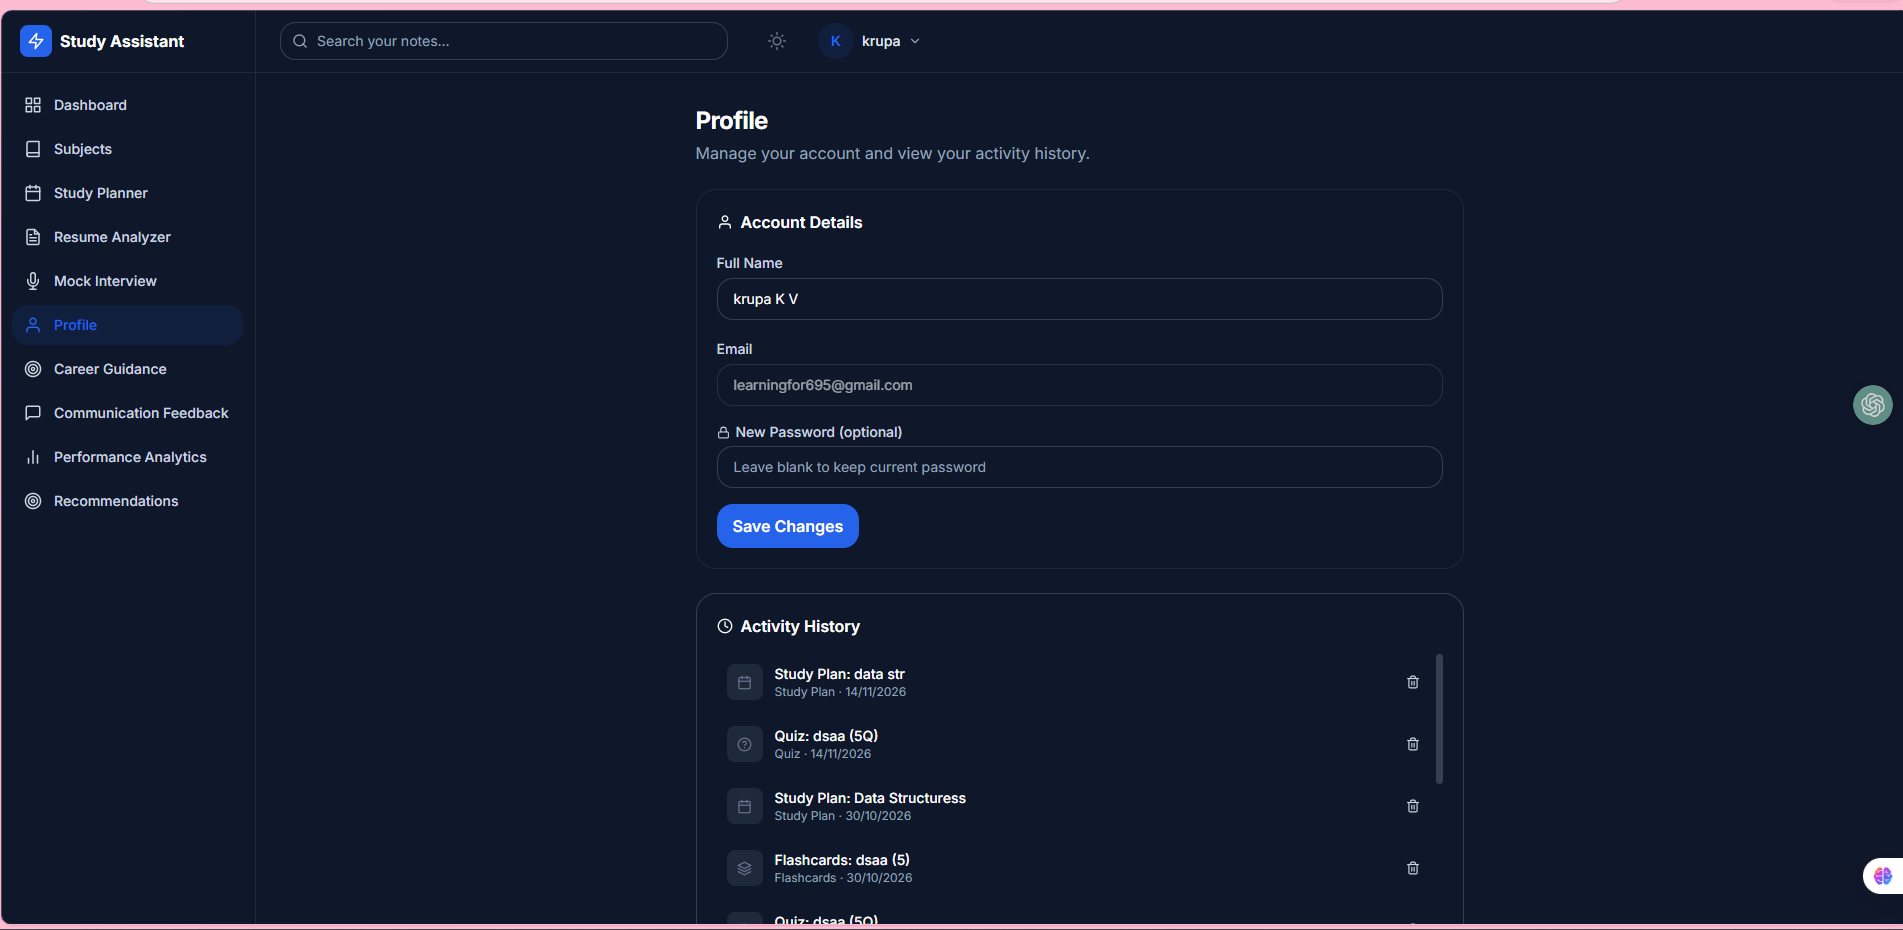 Study Assistant
Search your notes...
K
krupa
Dashboard
Subjects
Study Planner
Resume Analyzer
Mock Interview
Profile
Career Guidance
Communication Feedback
Performance Analytics
Recommendations
Profile
Manage your account and view your activity history.
Account Details
Full Name
krupa K V
Email
learningfor695@gmail.com
New Password (optional)
Leave blank to keep current password
Save Changes
Activity History
Study Plan: data str
Study Plan · 14/11/2026
Quiz: dsaa (5Q)
Quiz · 14/11/2026
Study Plan: Data Structuress
Study Plan · 30/10/2026
Flashcards: dsaa (5)
Flashcards · 30/10/2026
Quiz: dsaa (5Q)